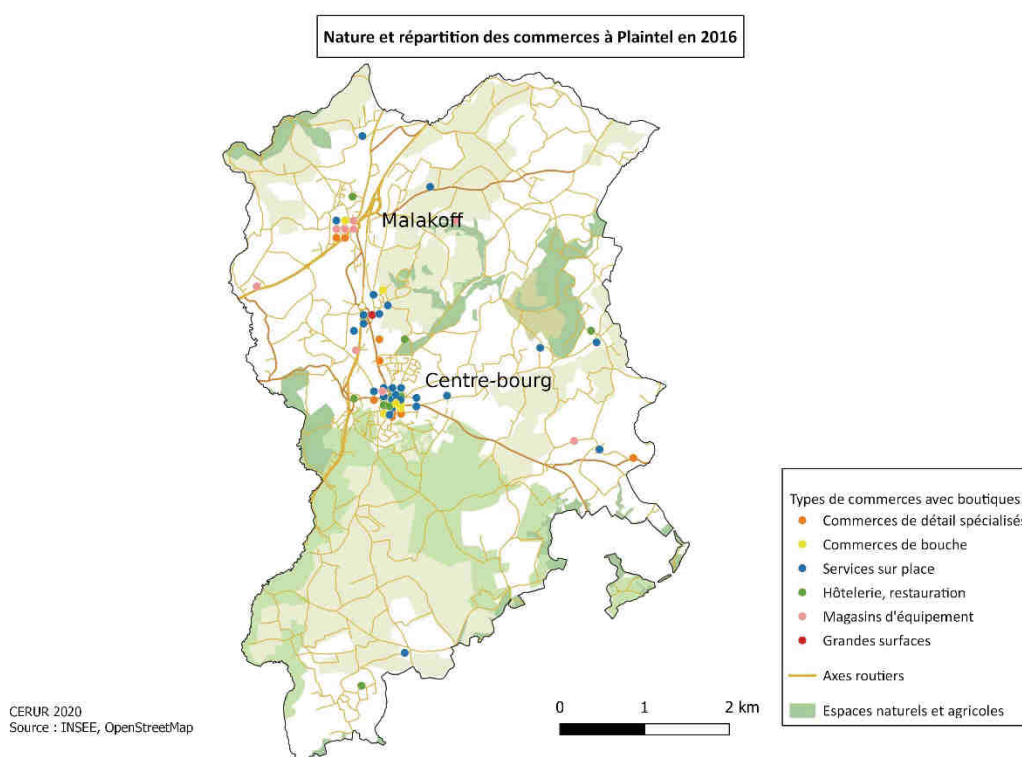 Nature et répartition des commerces à Plaintel en 2016
Malakoff
Centre-bourg
Types de commerces avec boutiques
Commerces de détail spécialisés
Commerces de bouche
Services sur place
Hôtelerie, restauration
Magasins d'équipement
Grandes surfaces
Axes routiers
Espaces naturels et agricoles
0 1 2 km
CERUR 2020
Source : INSEE, OpenStreetMap